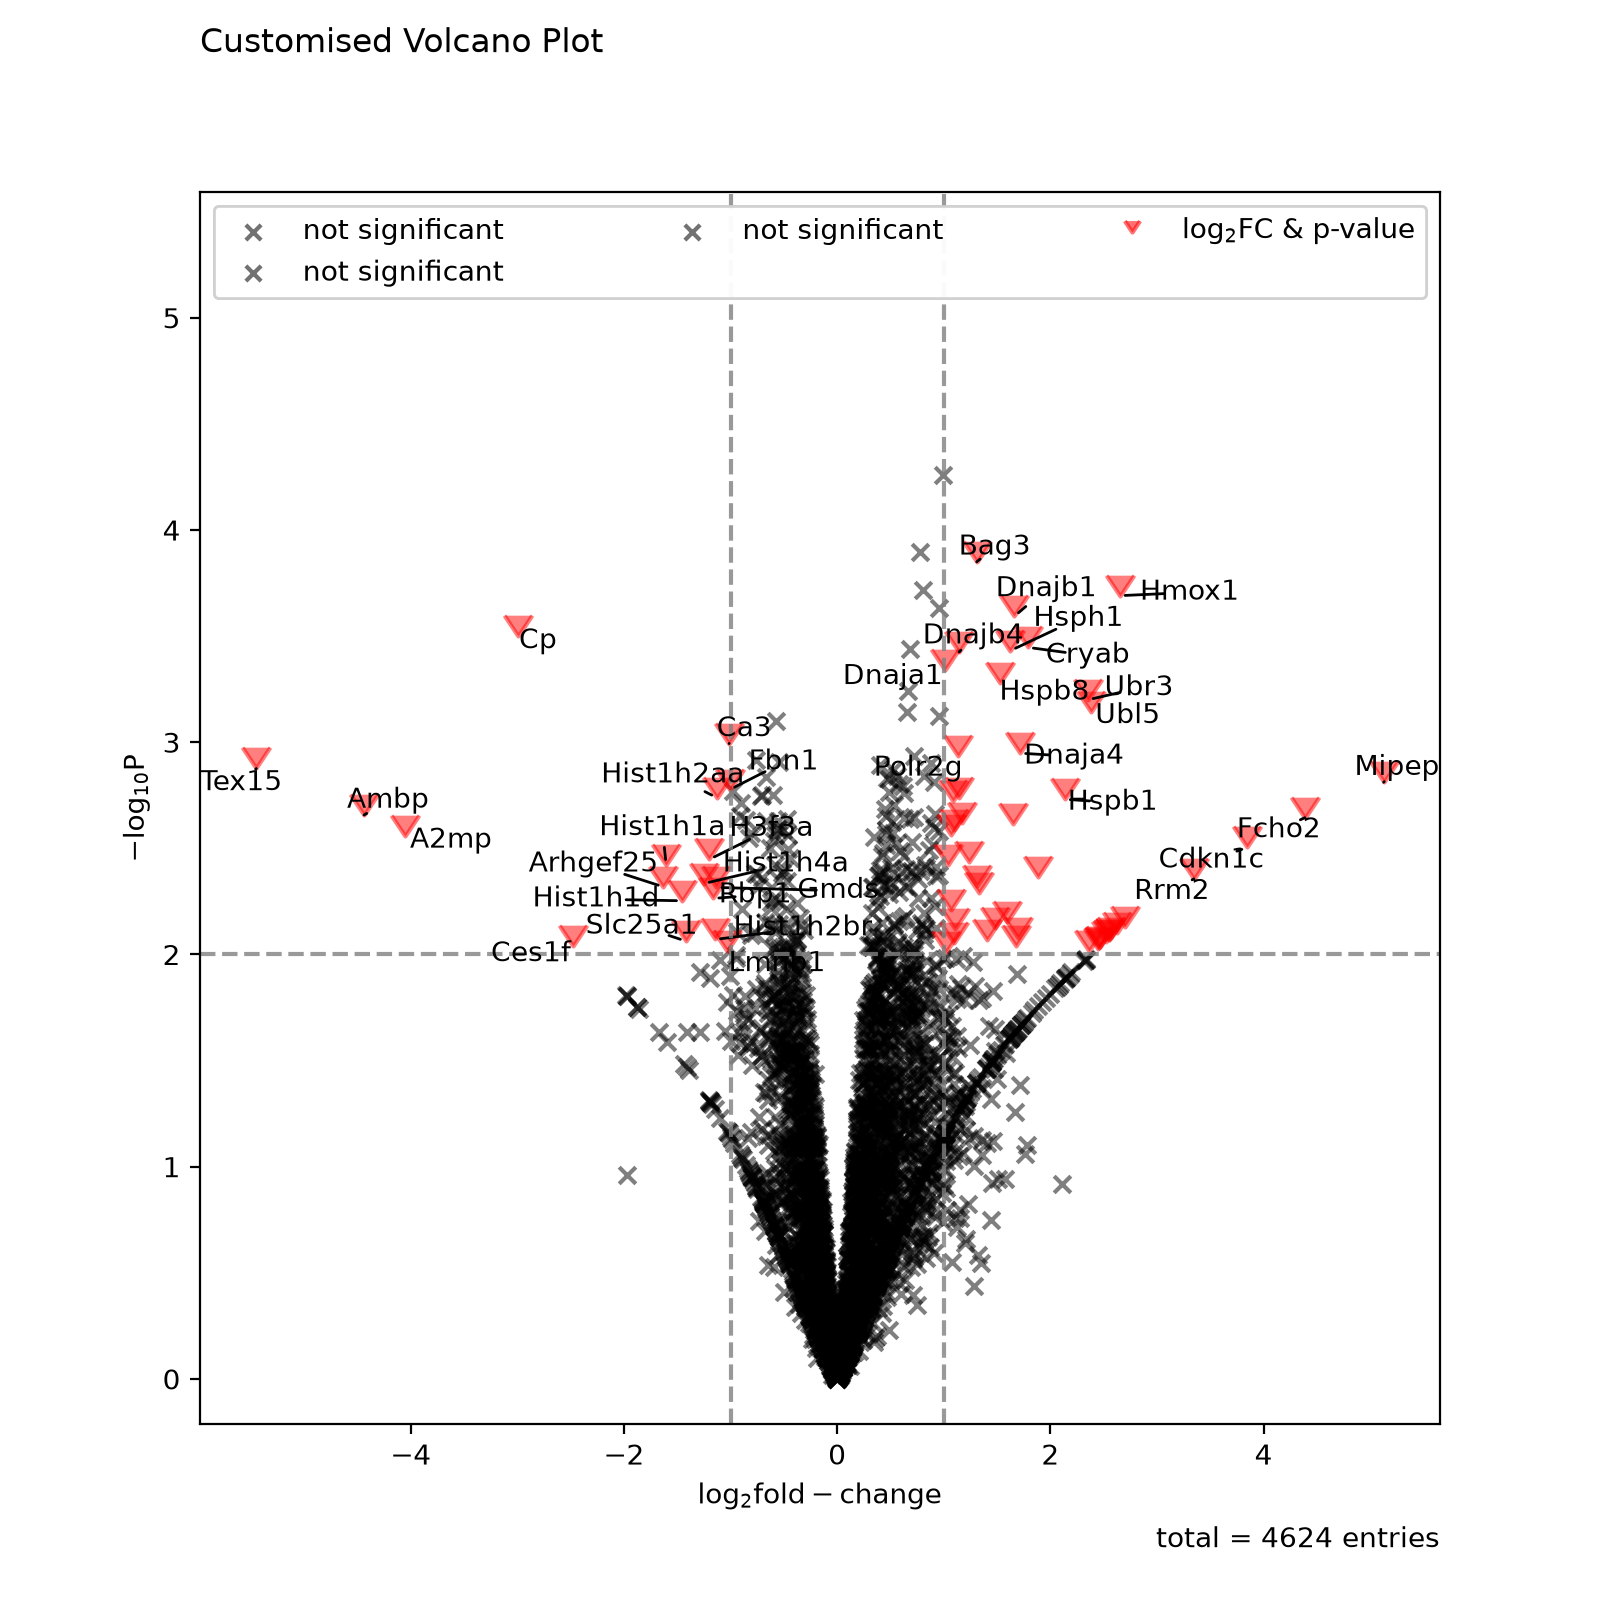 Customised Volcano Plot
not significant
not significant
not significant
log₂FC & p-value
5
4
3
2
1
0
−log₁₀P
Bag3
Dnajb1
Hmox1
Hsph1
Cp
Dnajb4
Cryab
Dnaja1
Hspb8
Ubr3
Ubl5
Ca3
Dnaja4
Fbn1
Polr2g
Mipep
Hist1h2aa
Tex15
Ambp
Hspb1
Hist1h1a
H3f3a
Fcho2
A2mp
Arhgef25
Hist1h4a
Cdkn1c
Hist1h1d
Rbp1
Gmds
Rrm2
Slc25a1
Hist1h2br
Ces1f
Lmnb1
−4
−2
0
2
4
log₂fold − change
total = 4624 entries